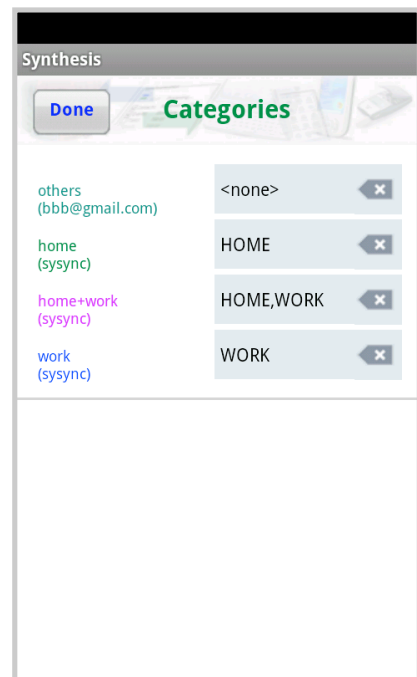 Synthesis
Done
Categories
others
(bbb@gmail.com)
<none>
home
(sysync)
HOME
home+work
(sysync)
HOME,WORK
work
(sysync)
WORK